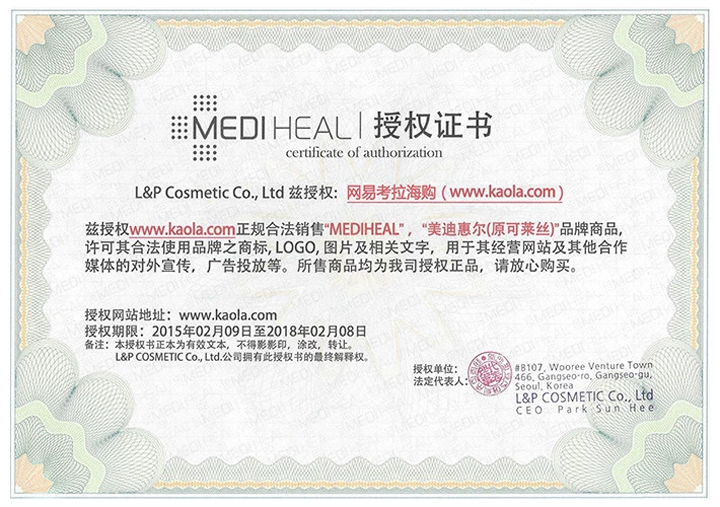 MEDIHEAL | 授权证书
certificate of authorization
L&P Cosmetic Co., Ltd 兹授权: 网易考拉海购 ( www.kaola.com )
兹授权www.kaola.com正规合法销售“MEDIHEAL” , “美迪惠尔(原可莱丝)”品牌商品,
许可其合法使用品牌之商标, LOGO, 图片及相关文字, 用于其经营网站及其他合作
媒体的对外宣传, 广告投放等。所售商品均为我司授权正品, 请放心购买。
授权网站地址: www.kaola.com
授权期限: 2015年02月09日至2018年02月08日
备注: 本授权书正本为有效文本, 不得影影印, 涂改, 转让。
L&P COSMETIC Co., Ltd.公司拥有此授权书的最终解释权。
授权单位:
法定代表人:
#B107, Wooree Venture Town
466, Gangseo-ro, Gangseo-gu,
Seoul, Korea
L&P COSMETIC Co., Ltd
CEO Park Sun Hee